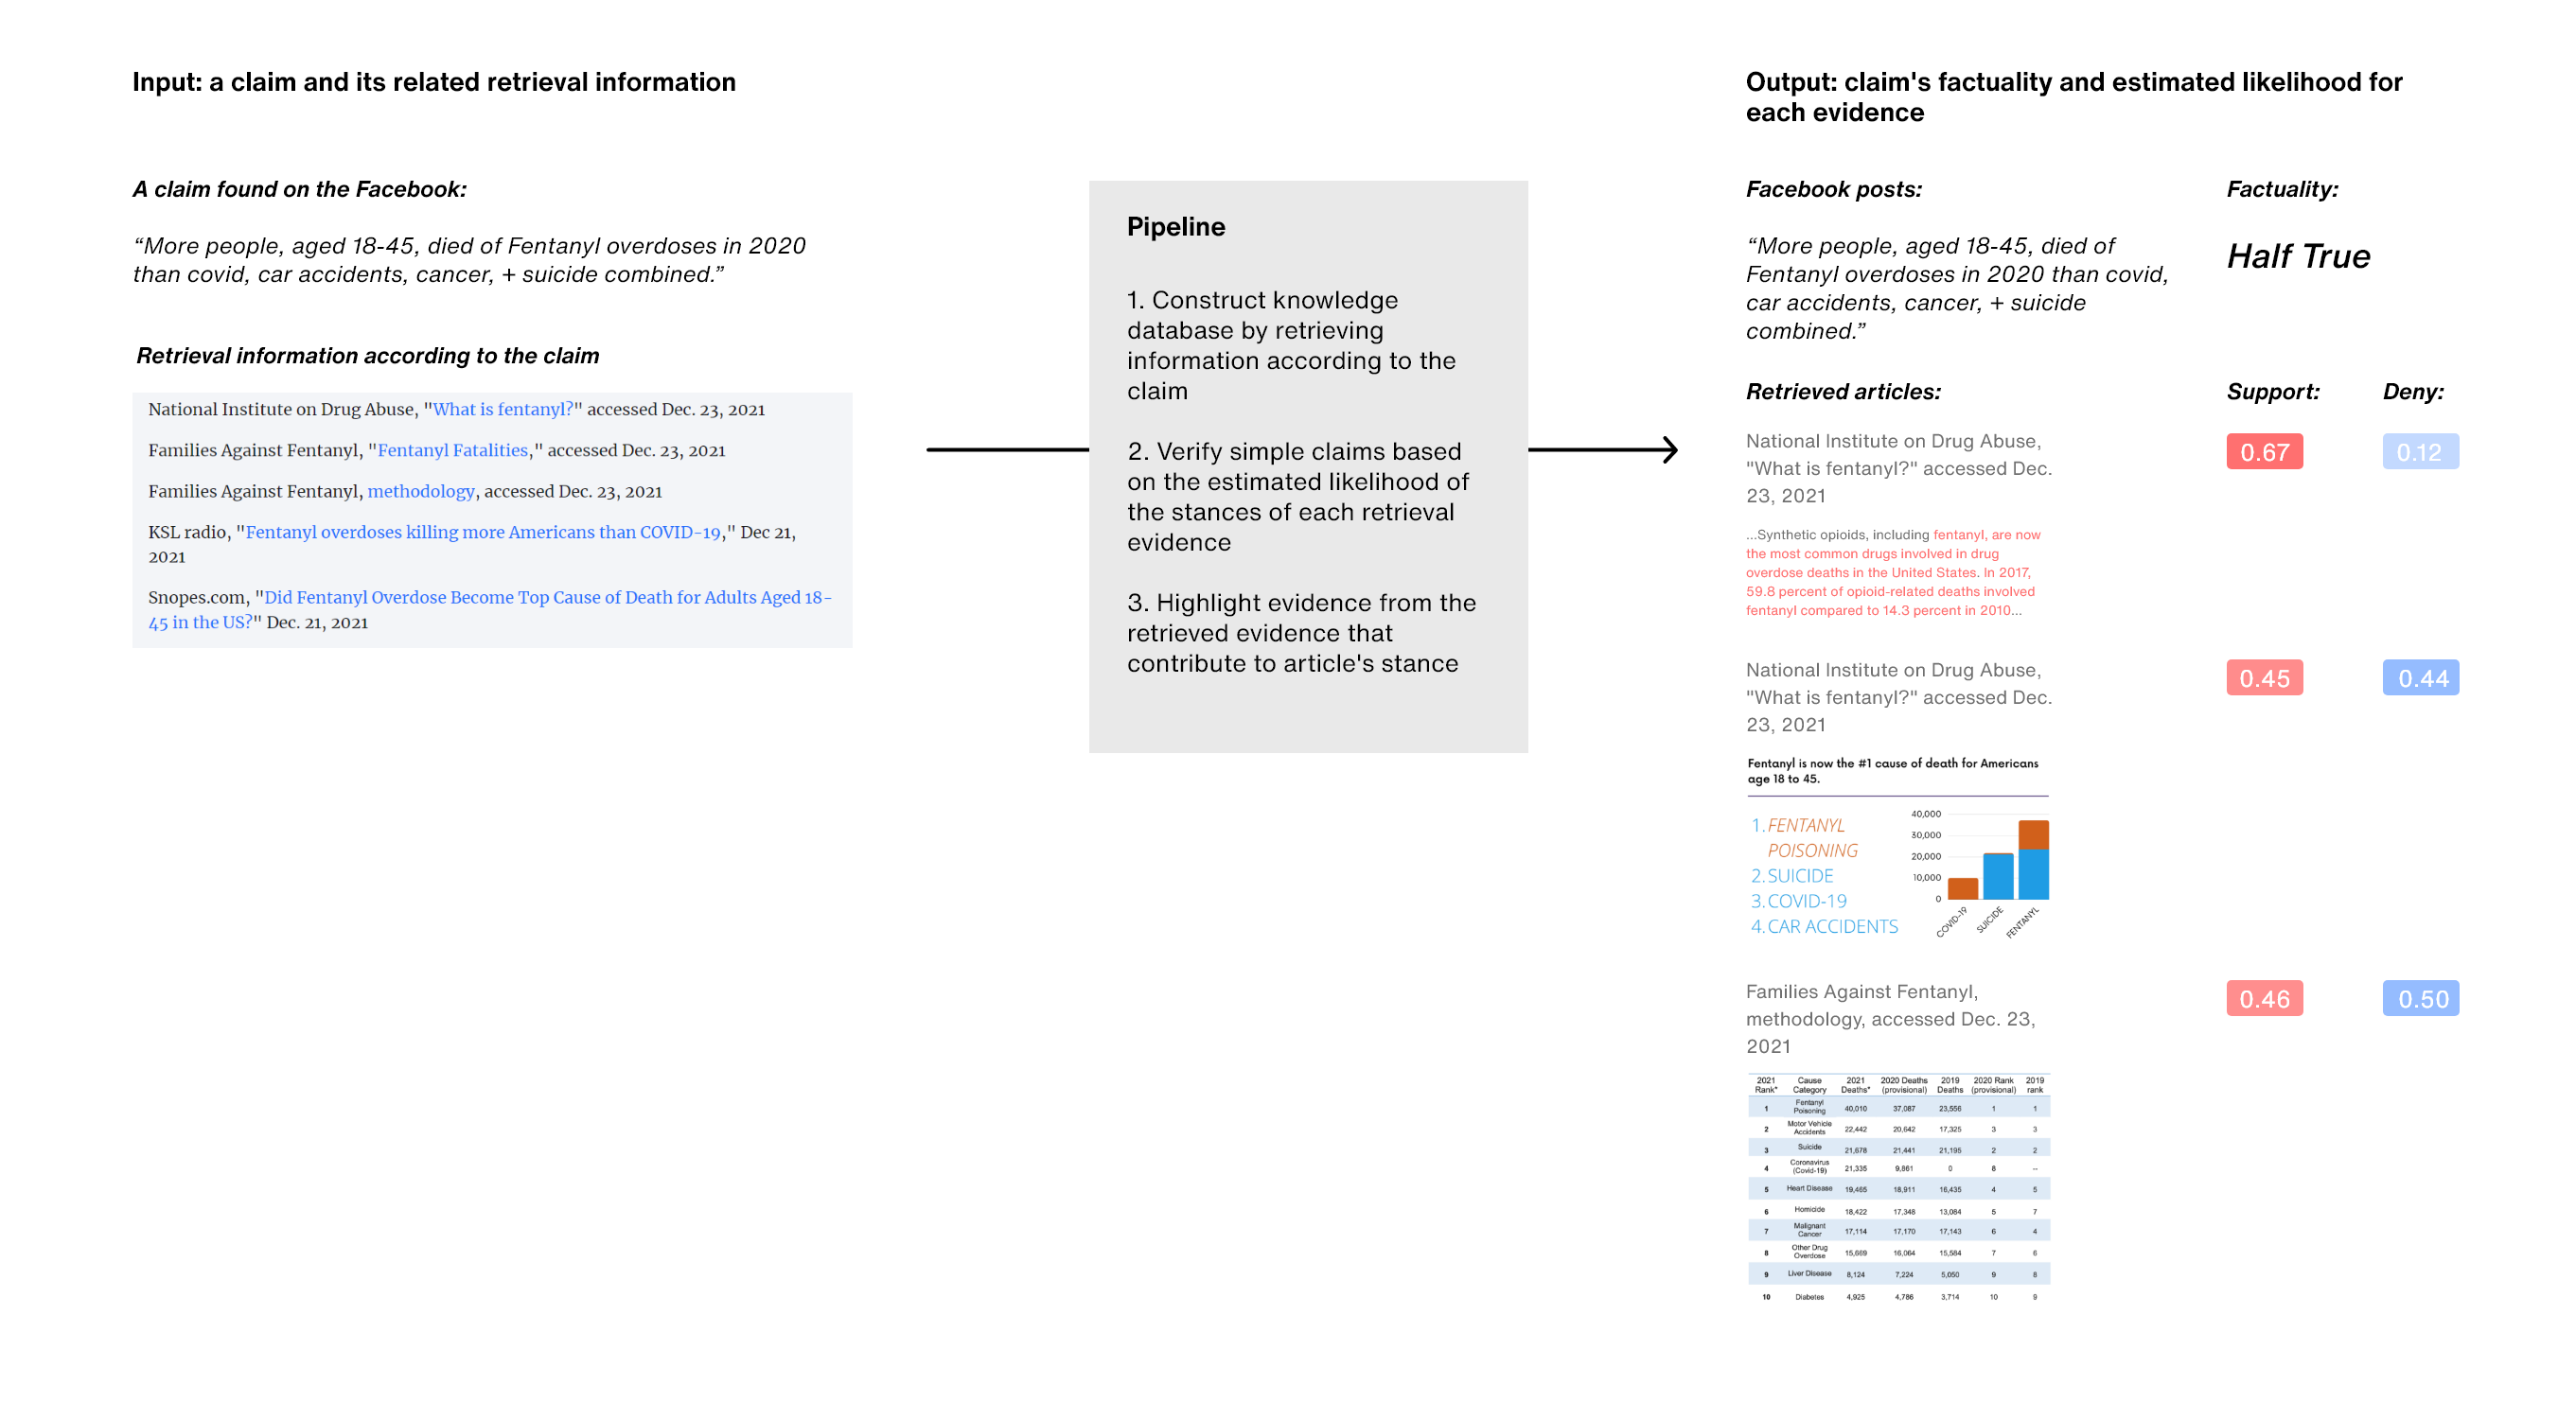 Input: a claim and its related retrieval information
A claim found on the Facebook:
“More people, aged 18-45, died of Fentanyl overdoses in 2020
than covid, car accidents, cancer, + suicide combined.”
Retrieval information according to the claim
National Institute on Drug Abuse, "What is fentanyl?" accessed Dec. 23, 2021
Families Against Fentanyl, "Fentanyl Fatalities," accessed Dec. 23, 2021
Families Against Fentanyl, methodology, accessed Dec. 23, 2021
KSL radio, "Fentanyl overdoses killing more Americans than COVID-19," Dec 21,
2021
Snopes.com, "Did Fentanyl Overdose Become Top Cause of Death for Adults Aged 18-
45 in the US?" Dec. 21, 2021
Pipeline
1. Construct knowledge
database by retrieving
information according to the
claim
2. Verify simple claims based
on the estimated likelihood of
the stances of each retrieval
evidence
3. Highlight evidence from the
retrieved evidence that
contribute to article's stance
Output: claim's factuality and estimated likelihood for
each evidence
Facebook posts:
Factuality:
“More people, aged 18-45, died of
Fentanyl overdoses in 2020 than covid,
car accidents, cancer, + suicide
combined.”
Half True
Retrieved articles:
Support:
Deny:
National Institute on Drug Abuse,
"What is fentanyl?" accessed Dec.
23, 2021
0.67
0.12
...Synthetic opioids, including fentanyl, are now
the most common drugs involved in drug
overdose deaths in the United States. In 2017,
59.8 percent of opioid-related deaths involved
fentanyl compared to 14.3 percent in 2010...
National Institute on Drug Abuse,
"What is fentanyl?" accessed Dec.
23, 2021
0.45
0.44
Fentanyl is now the #1 cause of death for Americans
age 18 to 45.
1. FENTANYL
POISONING
2. SUICIDE
3. COVID-19
4. CAR ACCIDENTS
40,000
30,000
20,000
10,000
0
COVID-19
SUICIDE
FENTANYL
Families Against Fentanyl,
methodology, accessed Dec. 23,
2021
0.46
0.50
2021 Cause 2021 2020 Deaths 2019 2020 Rank 2019
Rank* Category Deaths* (provisional) Deaths (provisional) rank
1 Fentanyl Poisoning 40,010 37,087 23,556 1 1
2 Motor Vehicle Accidents 22,442 20,642 17,325 3 3
3 Suicide 21,678 21,441 21,195 2 2
4 Coronavirus (Covid-19) 21,335 9,861 0 8 --
5 Heart Disease 19,465 18,911 16,435 4 5
6 Homicide 18,422 17,348 13,084 5 7
7 Malignant Cancer 17,114 17,170 17,143 6 4
8 Other Drug Overdose 15,669 16,064 15,584 7 6
9 Liver Disease 8,124 7,224 5,050 9 8
10 Diabetes 4,925 4,786 3,714 10 9